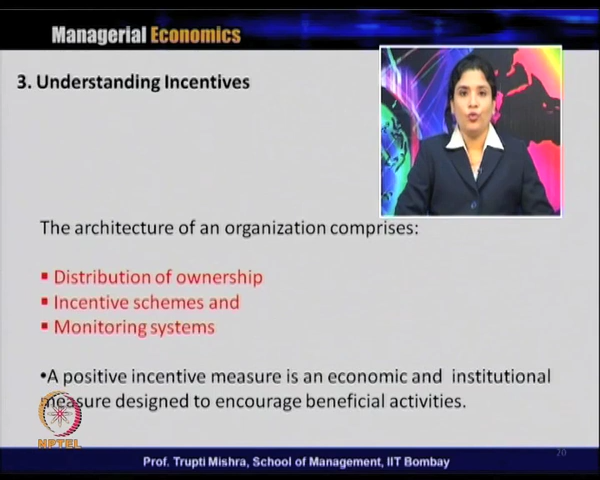 Managerial Economics
3. Understanding Incentives
The architecture of an organization comprises:
▪ Distribution of ownership
▪ Incentive schemes and
▪ Monitoring systems
•A positive incentive measure is an economic and institutional
measure designed to encourage beneficial activities.
NPTEL
20
Prof. Trupti Mishra, School of Management, IIT Bombay